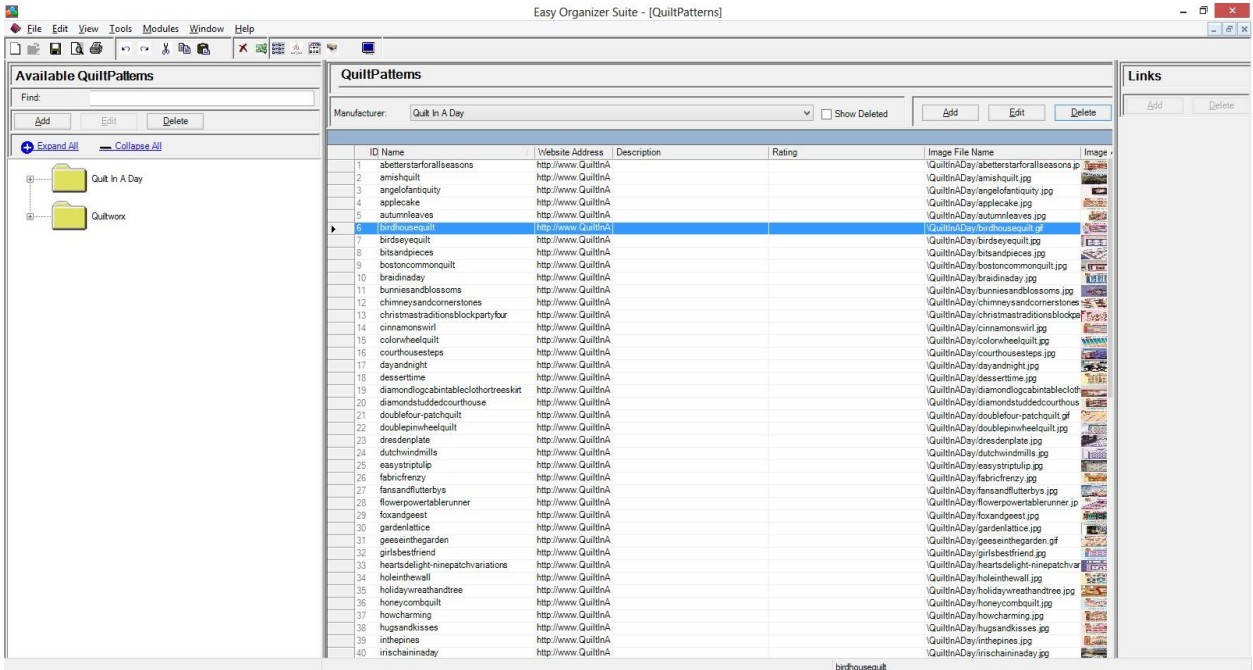 Easy Organizer Suite - [QuiltPatterns]
File Edit View Tools Modules Window Help
Available QuiltPatterns
Find:
Add Edit Delete
Expand All Collapse All
Quilt In A Day
Quiltworx
QuiltPatterns
Manufacturer: Quilt In A Day Show Deleted Add Edit Delete
ID Name Website Address Description Rating Image File Name Image
1 abetterstarforallseasons http://www.QuiltInA \QuiltInADay/abetterstarforallseasons.jp
2 amishquilt http://www.QuiltInA \QuiltInADay/amishquilt.jpg
3 angelofantiquity http://www.QuiltInA \QuiltInADay/angelofantiquity.jpg
4 applecake http://www.QuiltInA \QuiltInADay/applecake.jpg
5 autumnleaves http://www.QuiltInA \QuiltInADay/autumnleaves.jpg
6 birdhousequilt http://www.QuiltInA \QuiltInADay/birdhousequilt.gif
7 birdseyequilt http://www.QuiltInA \QuiltInADay/birdseyequilt.jpg
8 bitsandpieces http://www.QuiltInA \QuiltInADay/bitsandpieces.jpg
9 bostoncommonquilt http://www.QuiltInA \QuiltInADay/bostoncommonquilt.jpg
10 braidinaday http://www.QuiltInA \QuiltInADay/braidinaday.jpg
11 bunniesandblossoms http://www.QuiltInA \QuiltInADay/bunniesandblossoms.jpg
12 chimneysandcornerstones http://www.QuiltInA \QuiltInADay/chimneysandcornerstones
13 christmastraditionsblockpartyfour http://www.QuiltInA \QuiltInADay/christmastraditionsblockpa
14 cinnamonswirl http://www.QuiltInA \QuiltInADay/cinnamonswirl.jpg
15 colorwheelquilt http://www.QuiltInA \QuiltInADay/colorwheelquilt.jpg
16 courthousesteps http://www.QuiltInA \QuiltInADay/courthousesteps.jpg
17 dayandnight http://www.QuiltInA \QuiltInADay/dayandnight.jpg
18 desserttime http://www.QuiltInA \QuiltInADay/desserttime.jpg
19 diamondlogcabintableclothortreeskirt http://www.QuiltInA \QuiltInADay/diamondlogcabintablecloth
20 diamondstuddedcourthouse http://www.QuiltInA \QuiltInADay/diamondstuddedcourthous
21 doublefour-patchquilt http://www.QuiltInA \QuiltInADay/doublefour-patchquilt.gif
22 doublepinwheelquilt http://www.QuiltInA \QuiltInADay/doublepinwheelquilt.jpg
23 dresdenplate http://www.QuiltInA \QuiltInADay/dresdenplate.jpg
24 dutchwindmills http://www.QuiltInA \QuiltInADay/dutchwindmills.jpg
25 easystriptulip http://www.QuiltInA \QuiltInADay/easystriptulip.jpg
26 fabricfrenzy http://www.QuiltInA \QuiltInADay/fabricfrenzy.jpg
27 fansandflutterbys http://www.QuiltInA \QuiltInADay/fansandflutterbys.jpg
28 flowerpowertablerunner http://www.QuiltInA \QuiltInADay/flowerpowertablerunner.jp
29 foxandgeest http://www.QuiltInA \QuiltInADay/foxandgeest.jpg
30 gardenlattice http://www.QuiltInA \QuiltInADay/gardenlattice.jpg
31 geeseinthegarden http://www.QuiltInA \QuiltInADay/geeseinthegarden.gif
32 girlsbestfriend http://www.QuiltInA \QuiltInADay/girlsbestfriend.jpg
33 heartsdelight-ninepatchvariations http://www.QuiltInA \QuiltInADay/heartsdelight-ninepatchvar
34 holeinthewall http://www.QuiltInA \QuiltInADay/holeinthewall.jpg
35 holidaywreathandtree http://www.QuiltInA \QuiltInADay/holidaywreathandtree.jpg
36 honeycombquilt http://www.QuiltInA \QuiltInADay/honeycombquilt.jpg
37 howcharming http://www.QuiltInA \QuiltInADay/howcharming.jpg
38 hugsandkisses http://www.QuiltInA \QuiltInADay/hugsandkisses.jpg
39 inthepines http://www.QuiltInA \QuiltInADay/inthepines.jpg
40 irischaininaday http://www.QuiltInA \QuiltInADay/irischaininaday.jpg
Links
Add Delete
birdhousequilt